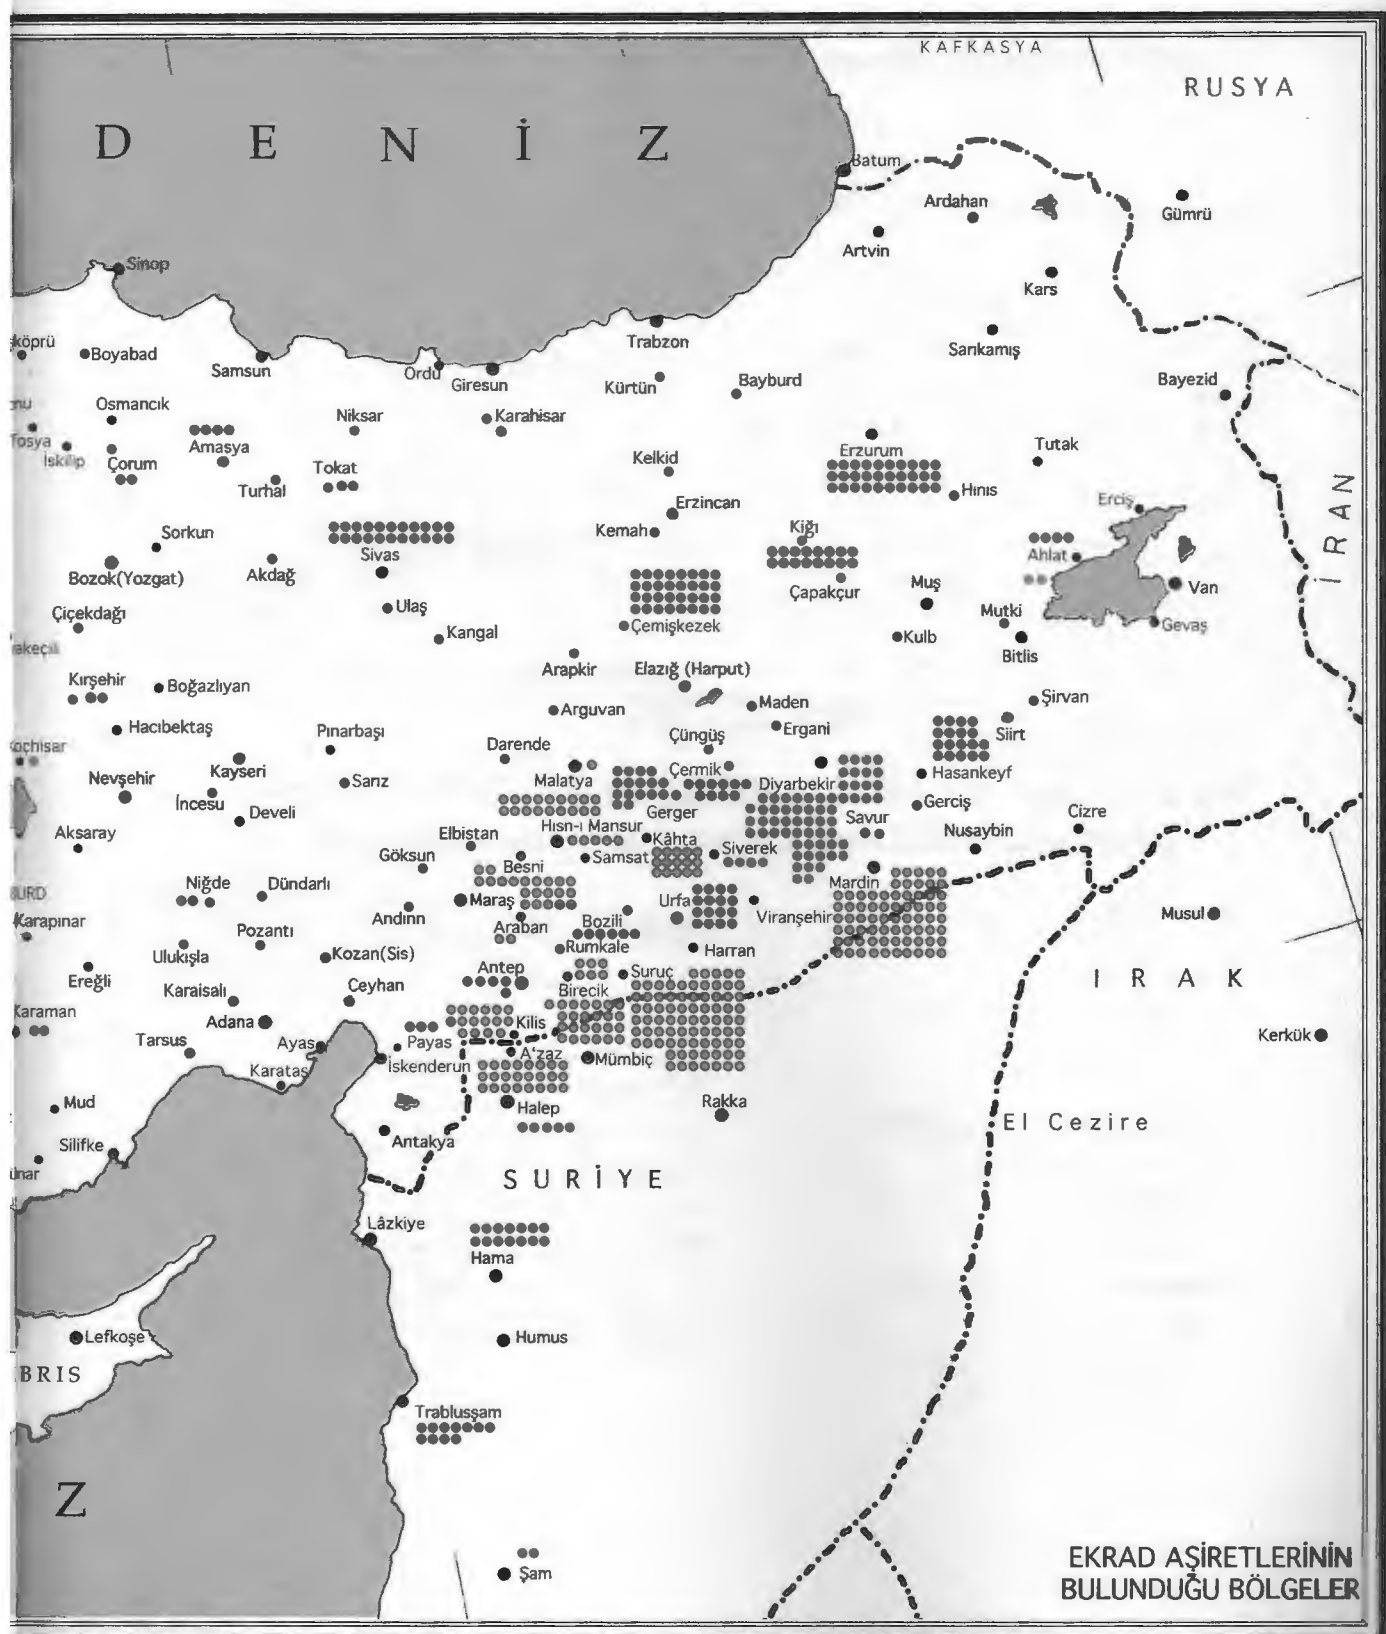 KAFKASYA
RUSYA
DENİZ
Batum
Ardahan
Gümrü
Artvin
Sinop
Kars
Trabzon
Sarıkamış
Boyabad
Samsun
Ordu
Giresun
Kürtün
Bayburd
Bayezid
Osmancık
Niksar
Karahisar
Tosya
İskilip
Çorum
Amasya
Turhal
Tokat
Kelkid
Erzurum
Tutak
Hınıs
Erciş
İRAN
Sorkun
Erzincan
Kemah
Kiğı
Ahlat
Bozok(Yozgat)
Akdağ
Sivas
Çapakçur
Muş
Van
Çiçekdağı
Ulaş
Kangal
Çemişkezek
Kulb
Mutki
Bitlis
Gevaş
Kırşehir
Boğazlıyan
Arapkir
Elazığ (Harput)
Şirvan
Hacıbektaş
Pınarbaşı
Arguvan
Maden
Ergani
Siirt
Darende
Çüngüş
Nevşehir
Kayseri
Sarız
Malatya
Çermik
Diyarbekir
Hasankeyf
İncesu
Develi
Gerger
Gerciş
Aksaray
Elbistan
Hısn-ı Mansur
Kâhta
Savur
Nusaybin
Cizre
Göksun
Besni
Samsat
Siverek
Niğde
Dündarlı
Maraş
Urfa
Mardin
Karapınar
Andırın
Araban
Bozili
Viranşehir
Musul
Pozantı
Ulukışla
Kozan(Sis)
Rumkale
Harran
Ereğli
Karaisalı
Ceyhan
Antep
Birecik
Suruç
IRAK
Karaman
Adana
Kilis
Kerkük
Tarsus
Ayas
Payas
A'zaz
Mümbiç
Karataş
İskenderun
Mud
Halep
Rakka
El Cezire
Silifke
Antakya
SURİYE
Lâzkiye
Hama
Lefkoşe
Humus
BRIS
Trablusşam
Z
Şam
EKRAD AŞİRETLERİNİN
BULUNDUĞU BÖLGELER